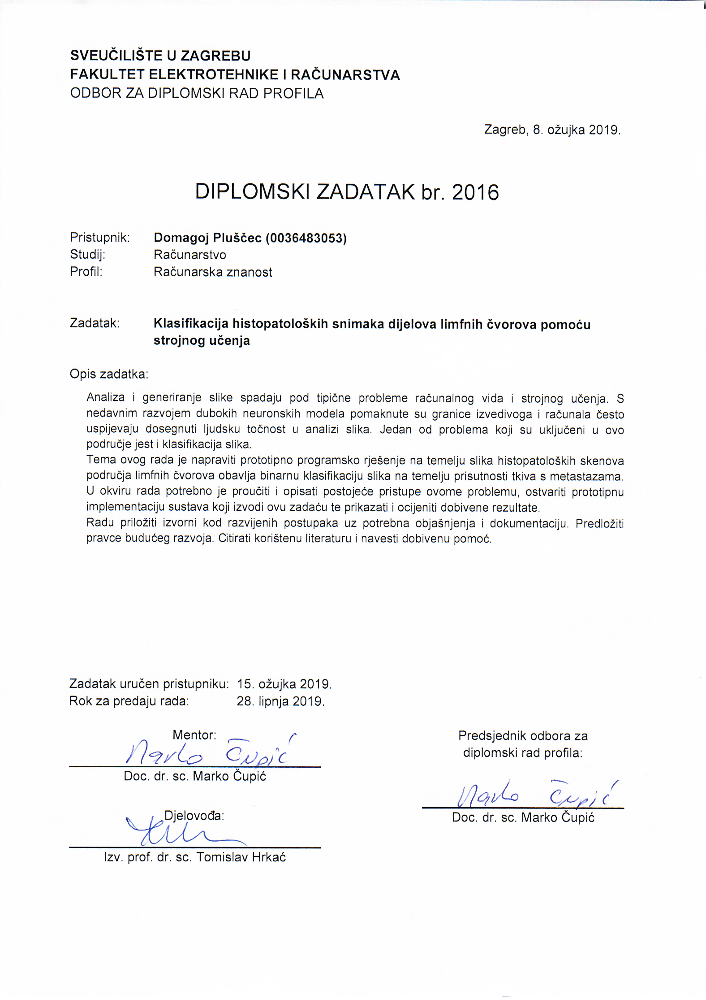 SVEUČILIŠTE U ZAGREBU
FAKULTET ELEKTROTEHNIKE I RAČUNARSTVA
ODBOR ZA DIPLOMSKI RAD PROFILA
Zagreb, 8. ožujka 2019.
DIPLOMSKI ZADATAK br. 2016
Pristupnik: Domagoj Pluščec (0036483053)
Studij: Računarstvo
Profil: Računarska znanost
Zadatak: Klasifikacija histopatoloških snimaka dijelova limfnih čvorova pomoću
strojnog učenja
Opis zadatka:
Analiza i generiranje slike spadaju pod tipične probleme računalnog vida i strojnog učenja. S
nedavnim razvojem dubokih neuronskih modela pomaknute su granice izvedivoga i računala često
uspijevaju dosegnuti ljudsku točnost u analizi slika. Jedan od problema koji su uključeni u ovo
područje jest i klasifikacija slika.
Tema ovog rada je napraviti prototipno programsko rješenje na temelju slika histopatoloških skenova
područja limfnih čvorova obavlja binarnu klasifikaciju slika na temelju prisutnosti tkiva s metastazama.
U okviru rada potrebno je proučiti i opisati postojeće pristupe ovome problemu, ostvariti prototipnu
implementaciju sustava koji izvodi ovu zadaću te prikazati i ocijeniti dobivene rezultate.
Radu priložiti izvorni kod razvijenih postupaka uz potrebna objašnjenja i dokumentaciju. Predložiti
pravce budućeg razvoja. Citirati korištenu literaturu i navesti dobivenu pomoć.
Zadatak uručen pristupniku: 15. ožujka 2019.
Rok za predaju rada: 28. lipnja 2019.
Mentor:
Marko Čupić
Doc. dr. sc. Marko Čupić
Djelovođa:
Izv. prof. dr. sc. Tomislav Hrkać
Predsjednik odbora za
diplomski rad profila:
Marko Čupić
Doc. dr. sc. Marko Čupić